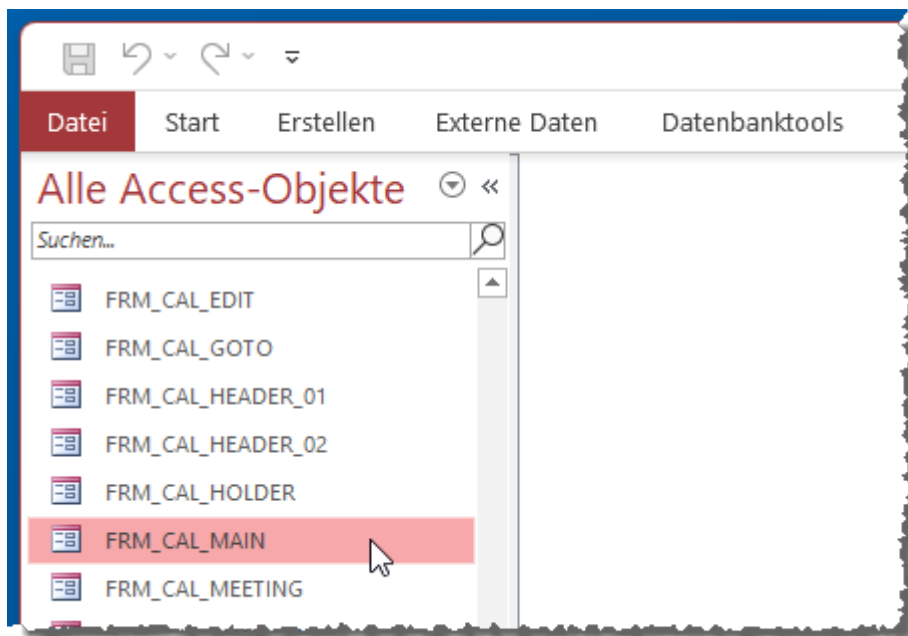 Datei Start Erstellen Externe Daten Datenbanktools
Alle Access-Objekte
Suchen...
FRM_CAL_EDIT
FRM_CAL_GOTO
FRM_CAL_HEADER_01
FRM_CAL_HEADER_02
FRM_CAL_HOLDER
FRM_CAL_MAIN
FRM_CAL_MEETING